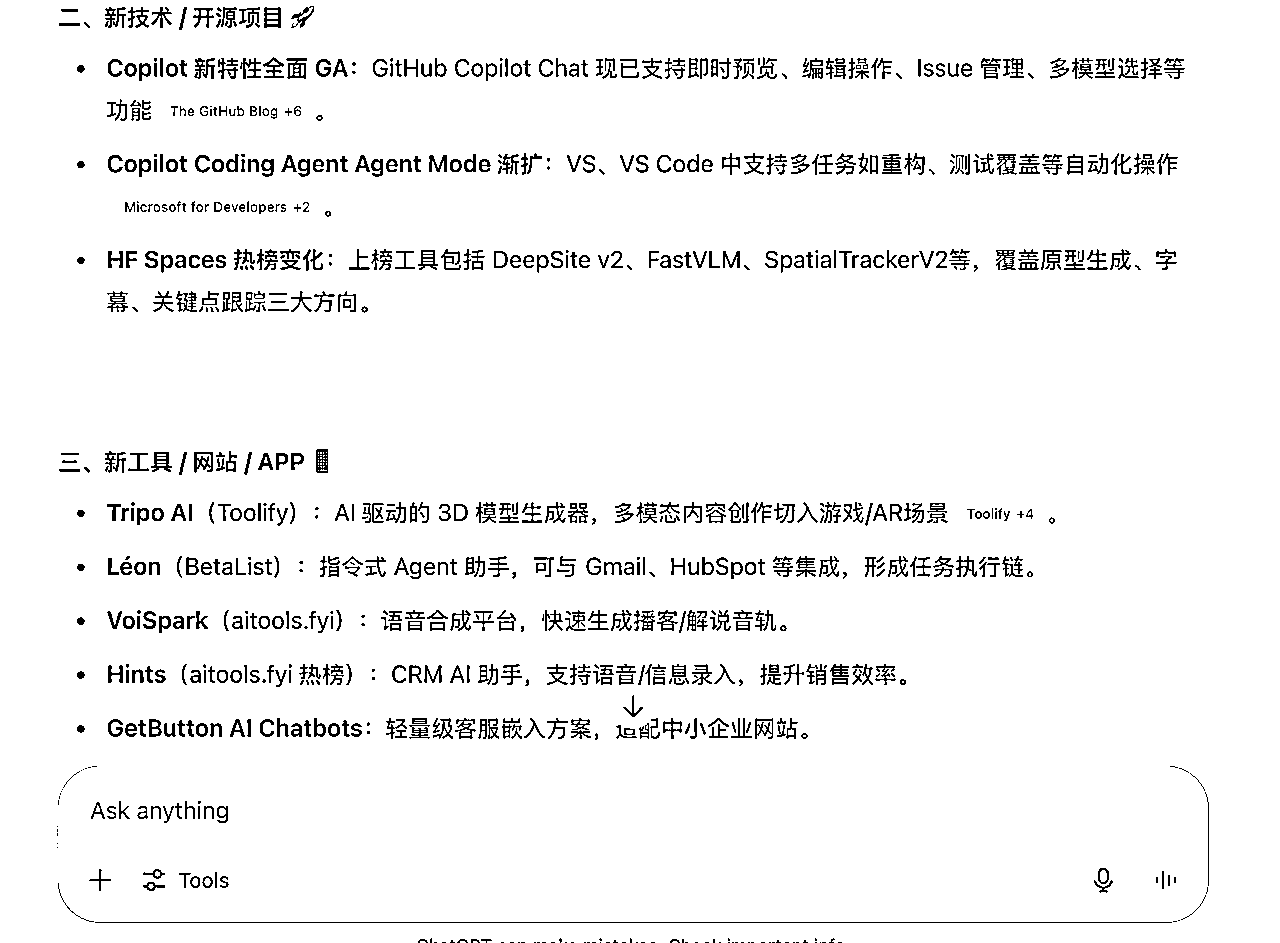 二、新技术 / 开源项目 🚀
• Copilot 新特性全面 GA：GitHub Copilot Chat 现已支持即时预览、编辑操作、Issue 管理、多模型选择等
功能 The GitHub Blog +6 。
• Copilot Coding Agent Agent Mode 渐扩：VS、VS Code 中支持多任务如重构、测试覆盖等自动化操作
Microsoft for Developers +2 。
• HF Spaces 热榜变化：上榜工具包括 DeepSite v2、FastVLM、SpatialTrackerV2等，覆盖原型生成、字
幕、关键点跟踪三大方向。
三、新工具 / 网站 / APP 📱
• Tripo AI（Toolify）：AI 驱动的 3D 模型生成器，多模态内容创作切入游戏/AR场景 Toolify +4 。
• Léon（BetaList）：指令式 Agent 助手，可与 Gmail、HubSpot 等集成，形成任务执行链。
• VoiSpark（aitools.fyi）：语音合成平台，快速生成播客/解说音轨。
• Hints（aitools.fyi 热榜）：CRM AI 助手，支持语音/信息录入，提升销售效率。
• GetButton AI Chatbots：轻量级客服嵌入方案，适配中小企业网站。
Ask anything
Tools
ChatGPT can make mistakes. Check important info.